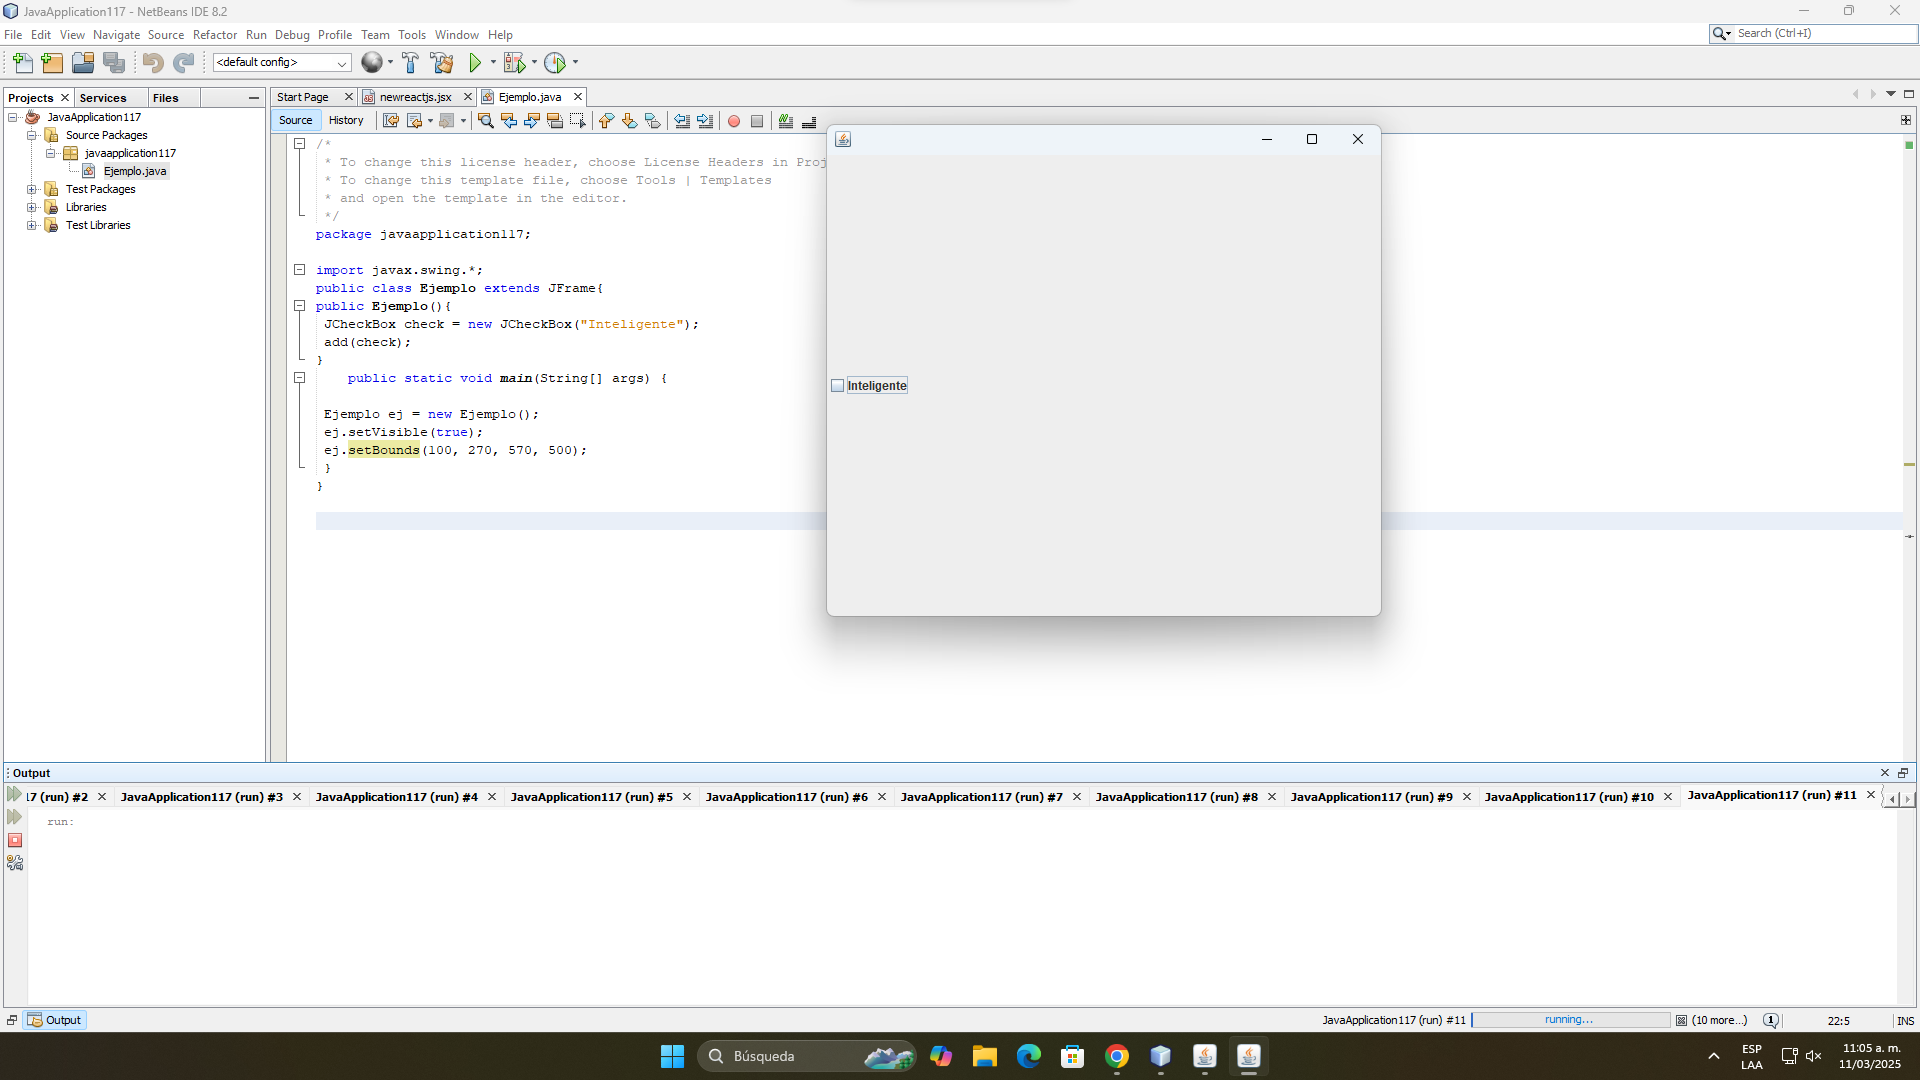 JavaApplication117 - NetBeans IDE 8.2
File Edit View Navigate Source Refactor Run Debug Profile Team Tools Window Help
Search (Ctrl+I)
<default config>
Projects Services Files
Start Page newreactjs.jsx Ejemplo.java
Source History
JavaApplication117
Source Packages
javaapplication117
Ejemplo.java
Test Packages
Libraries
Test Libraries
/*
* To change this license header, choose License Headers in Proj
* To change this template file, choose Tools | Templates
* and open the template in the editor.
*/
package javaapplication117;
import javax.swing.*;
public class Ejemplo extends JFrame{
public Ejemplo(){
JCheckBox check = new JCheckBox("Inteligente");
add(check);
}
public static void main(String[] args) {
Ejemplo ej = new Ejemplo();
ej.setVisible(true);
ej.setBounds(100, 270, 570, 500);
}
}
Inteligente
Output
17 (run) #2 JavaApplication117 (run) #3 JavaApplication117 (run) #4 JavaApplication117 (run) #5 JavaApplication117 (run) #6 JavaApplication117 (run) #7 JavaApplication117 (run) #8 JavaApplication117 (run) #9 JavaApplication117 (run) #10 JavaApplication117 (run) #11
run:
Output
JavaApplication117 (run) #11 running... (10 more...) 1 22:5 INS
Búsqueda
ESP
LAA
11:05 a. m.
11/03/2025